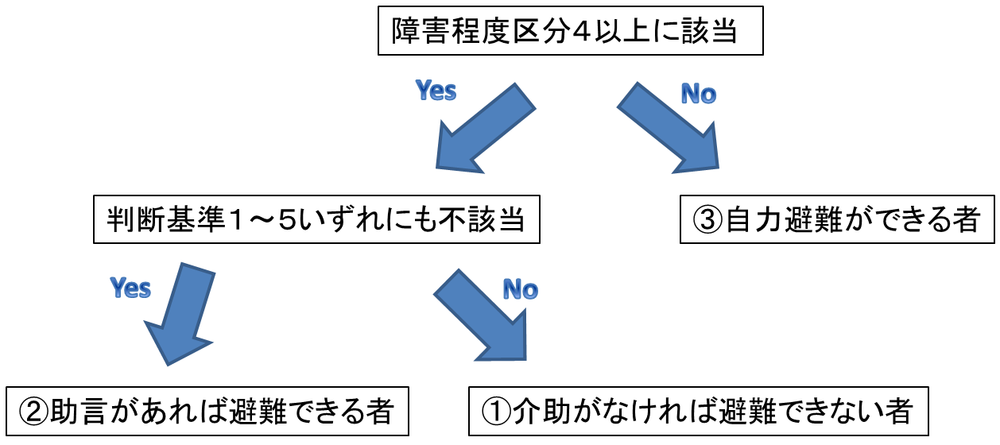 障害程度区分４以上に該当
Yes
No
判断基準１～５いずれにも不該当
③自力避難ができる者
Yes
No
②助言があれば避難できる者
①介助がなければ避難できない者